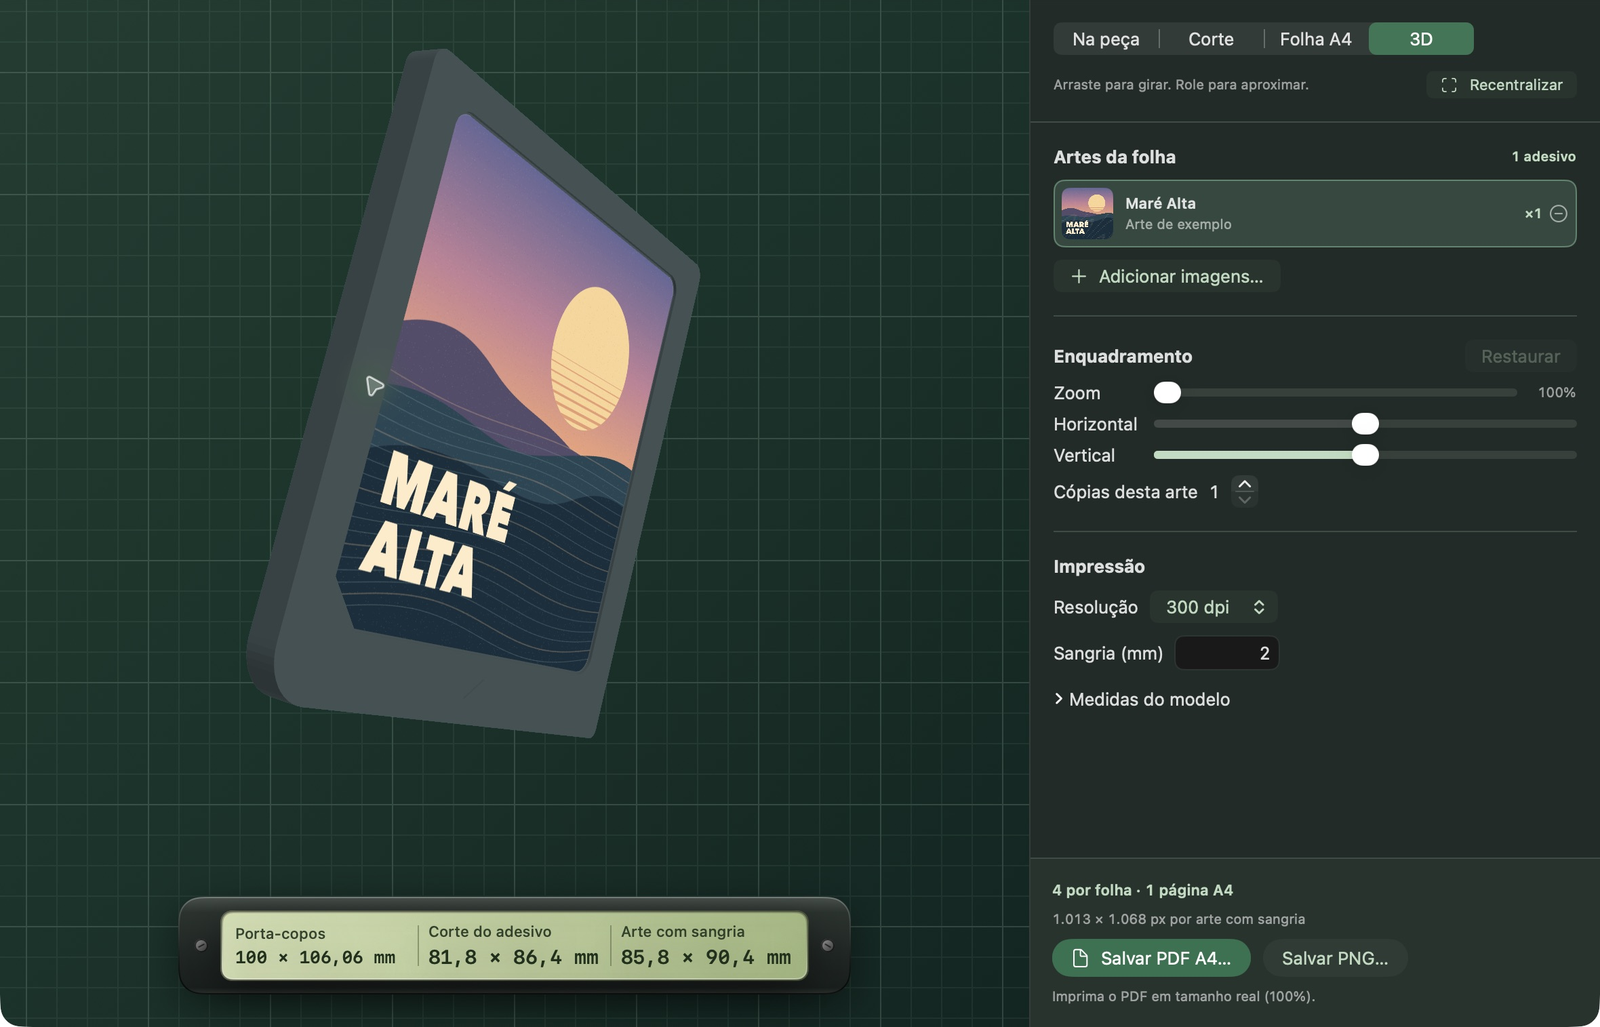 Na peça
Corte
Folha A4
3D
Arraste para girar. Role para aproximar.
Recentralizar
Artes da folha
1 adesivo
MARÉ
ALTA
Maré Alta
Arte de exemplo
×1
Adicionar imagens...
Enquadramento
Restaurar
Zoom
100%
Horizontal
Vertical
Cópias desta arte 1
Impressão
Resolução 300 dpi
Sangria (mm) 2
Medidas do modelo
4 por folha · 1 página A4
1.013 × 1.068 px por arte com sangria
Salvar PDF A4...
Salvar PNG...
Imprima o PDF em tamanho real (100%).
MARÉ
ALTA
Porta-copos
100 × 106,06 mm
Corte do adesivo
81,8 × 86,4 mm
Arte com sangria
85,8 × 90,4 mm